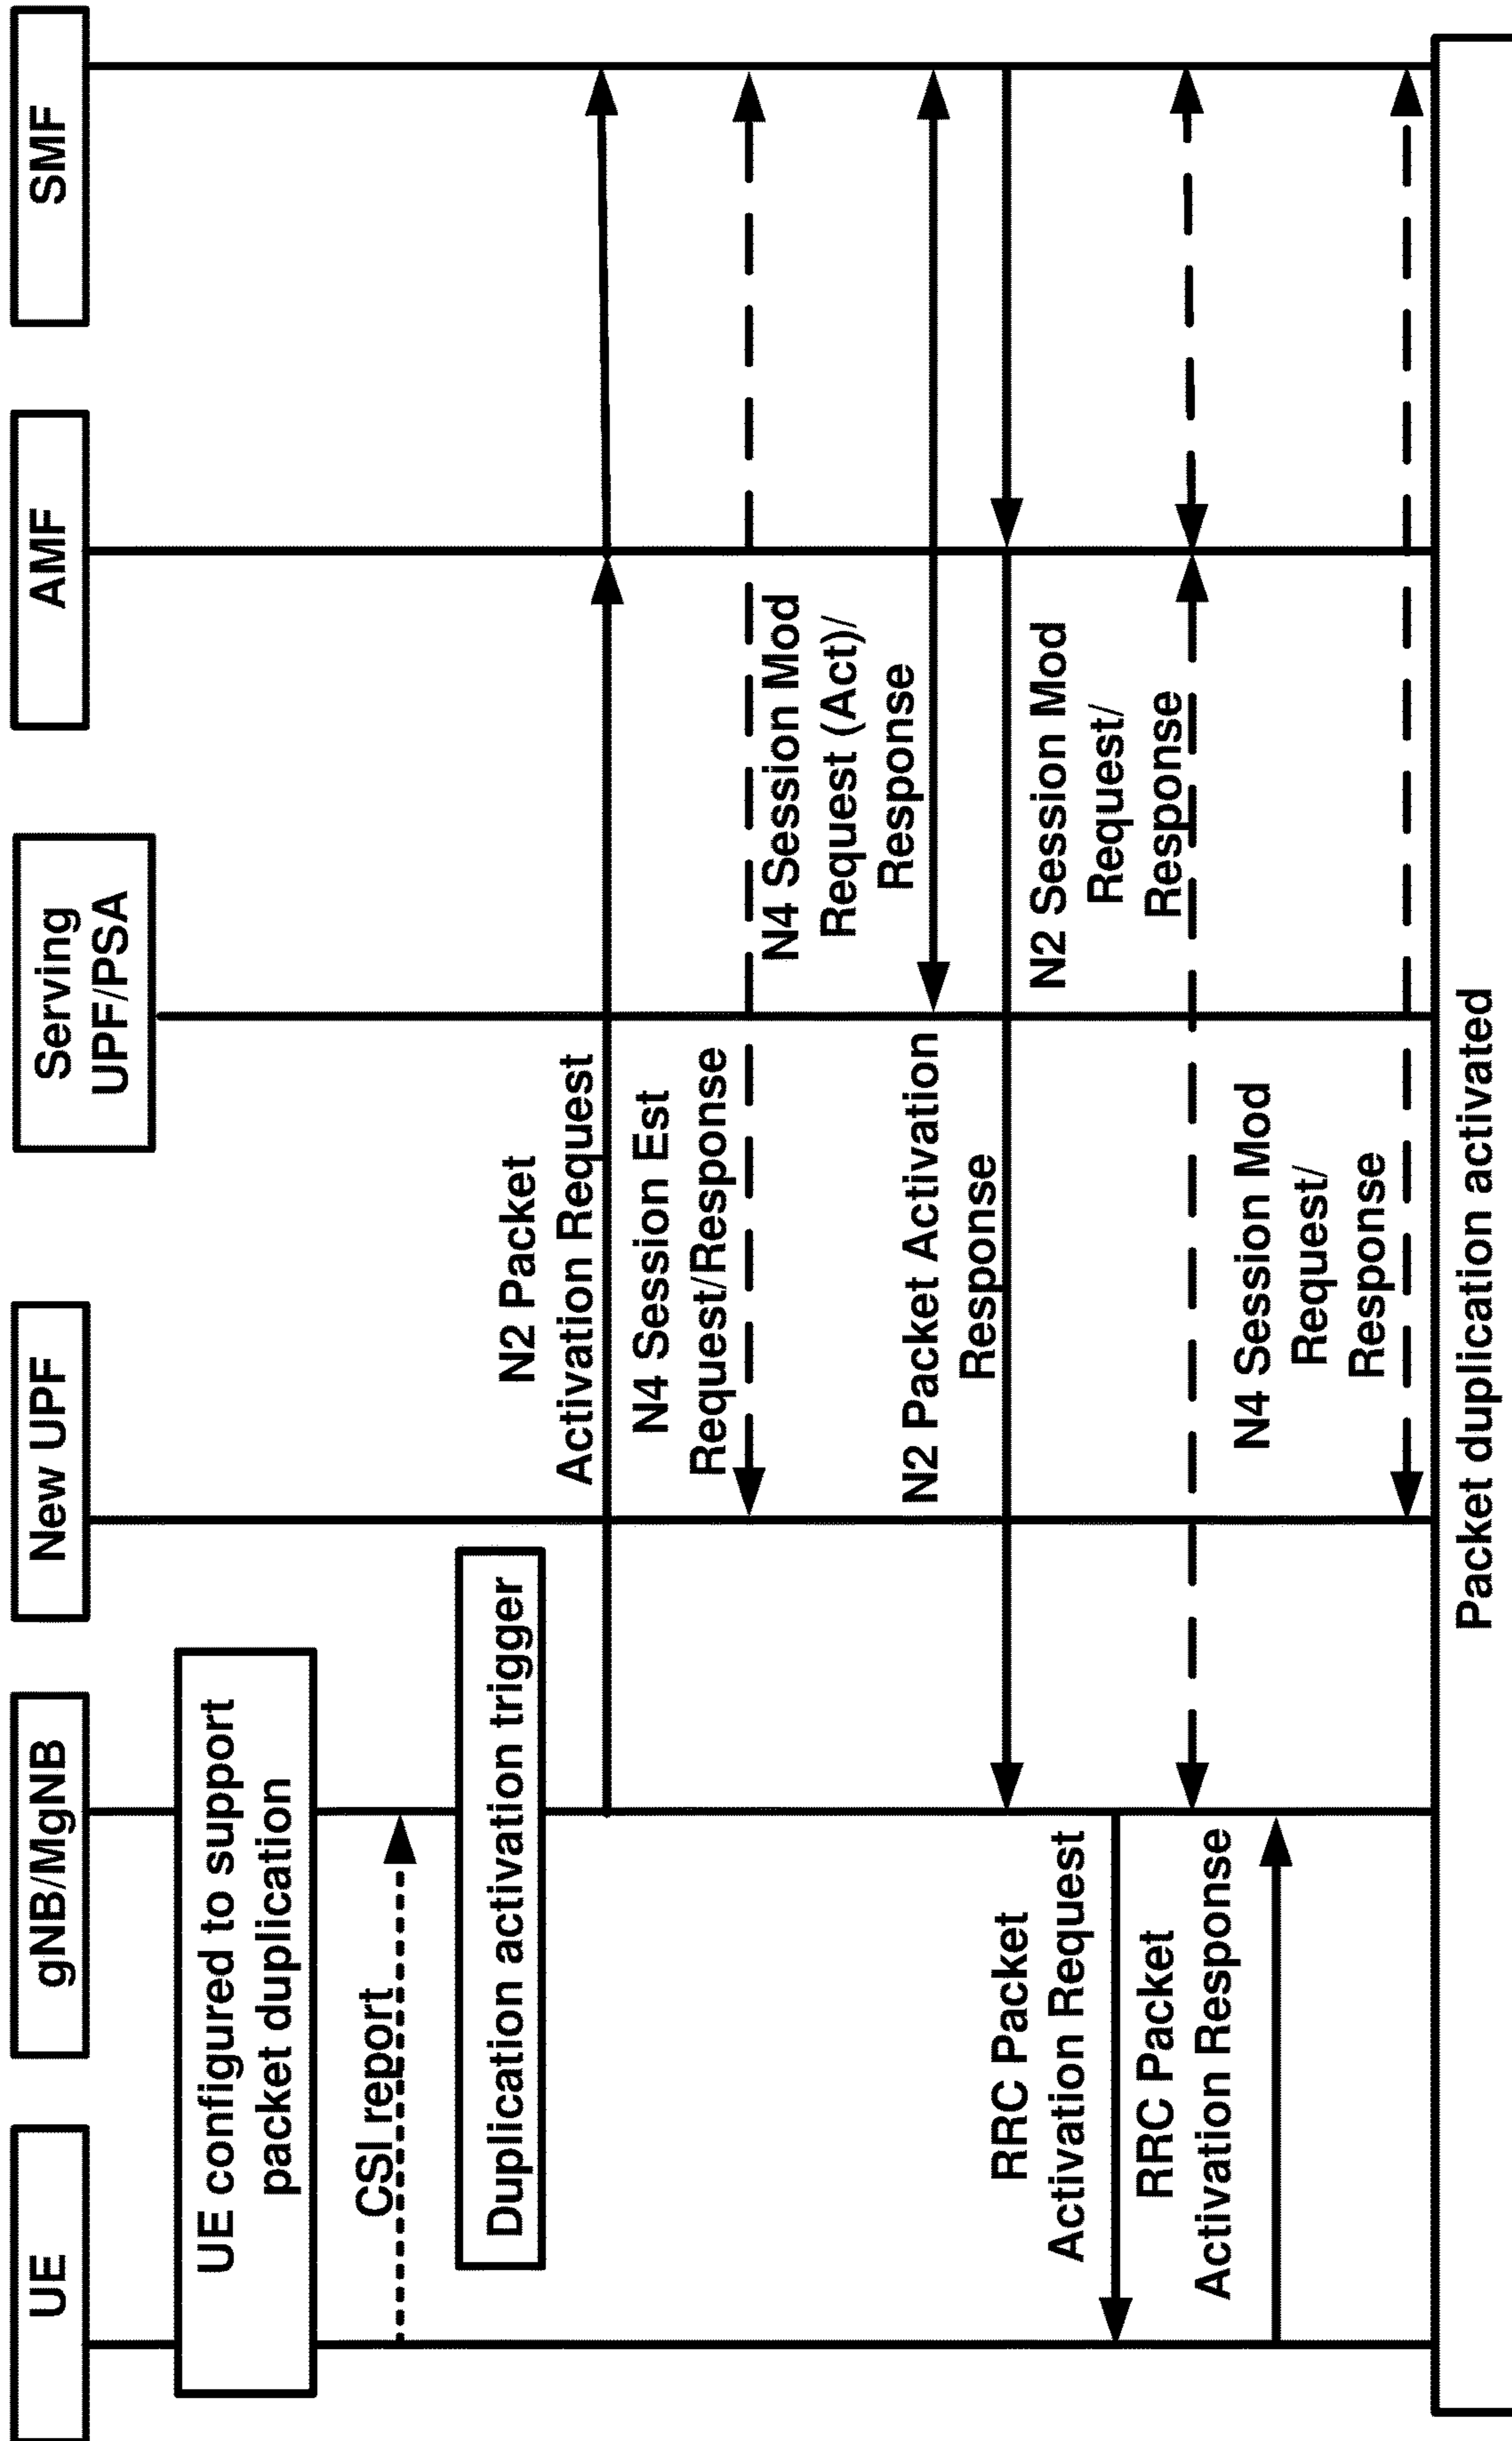 UE
gNB/MgNB
New UPF
Serving
UPF/PSA
AMF
SMF
UE configured to support
packet duplication
CSI report
Duplication activation trigger
N2 Packet
Activation Request
N4 Session Est
Request/Response
N4 Session Mod
Request (Act)/
Response
N2 Packet Activation
Response
RRC Packet
Activation Request
N2 Session Mod
Request/
Response
RRC Packet
Activation Response
N4 Session Mod
Request/
Response
Packet duplication activated